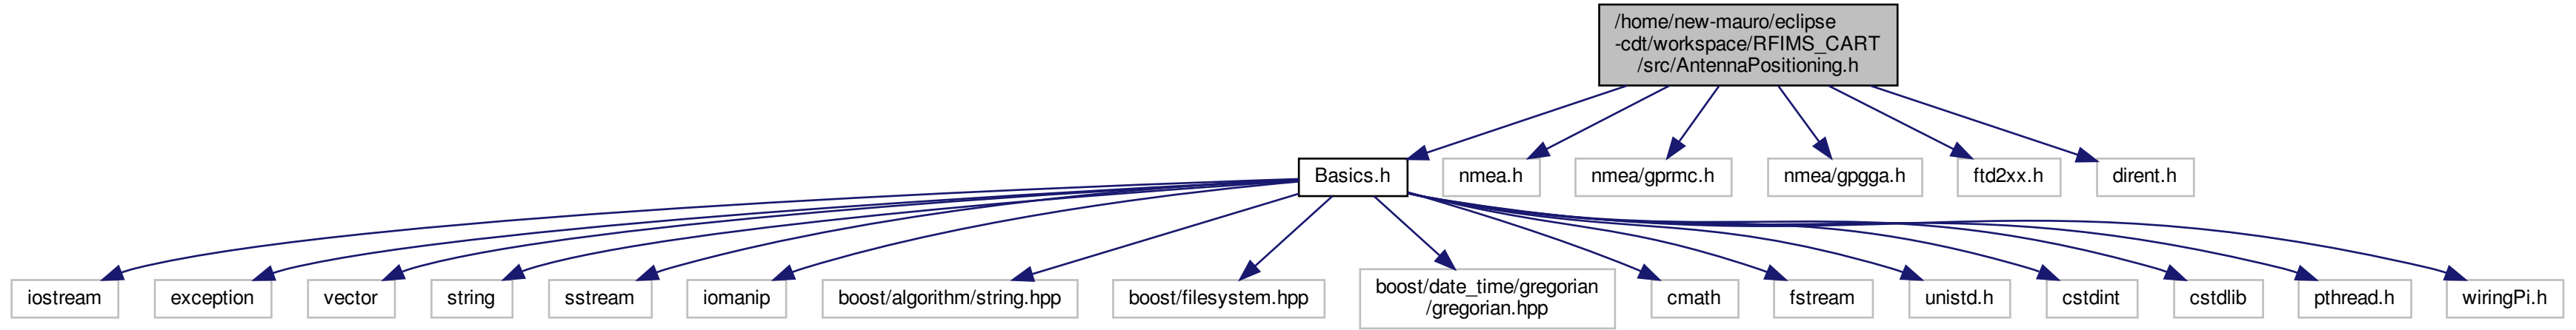 /home/new-mauro/eclipse
-cdt/workspace/RFIMS_CART
/src/AntennaPositioning.h
Basics.h
nmea.h
nmea/gprmc.h
nmea/gpgga.h
ftd2xx.h
dirent.h
iostream
exception
vector
string
sstream
iomanip
boost/algorithm/string.hpp
boost/filesystem.hpp
boost/date_time/gregorian
/gregorian.hpp
cmath
fstream
unistd.h
cstdint
cstdlib
pthread.h
wiringPi.h